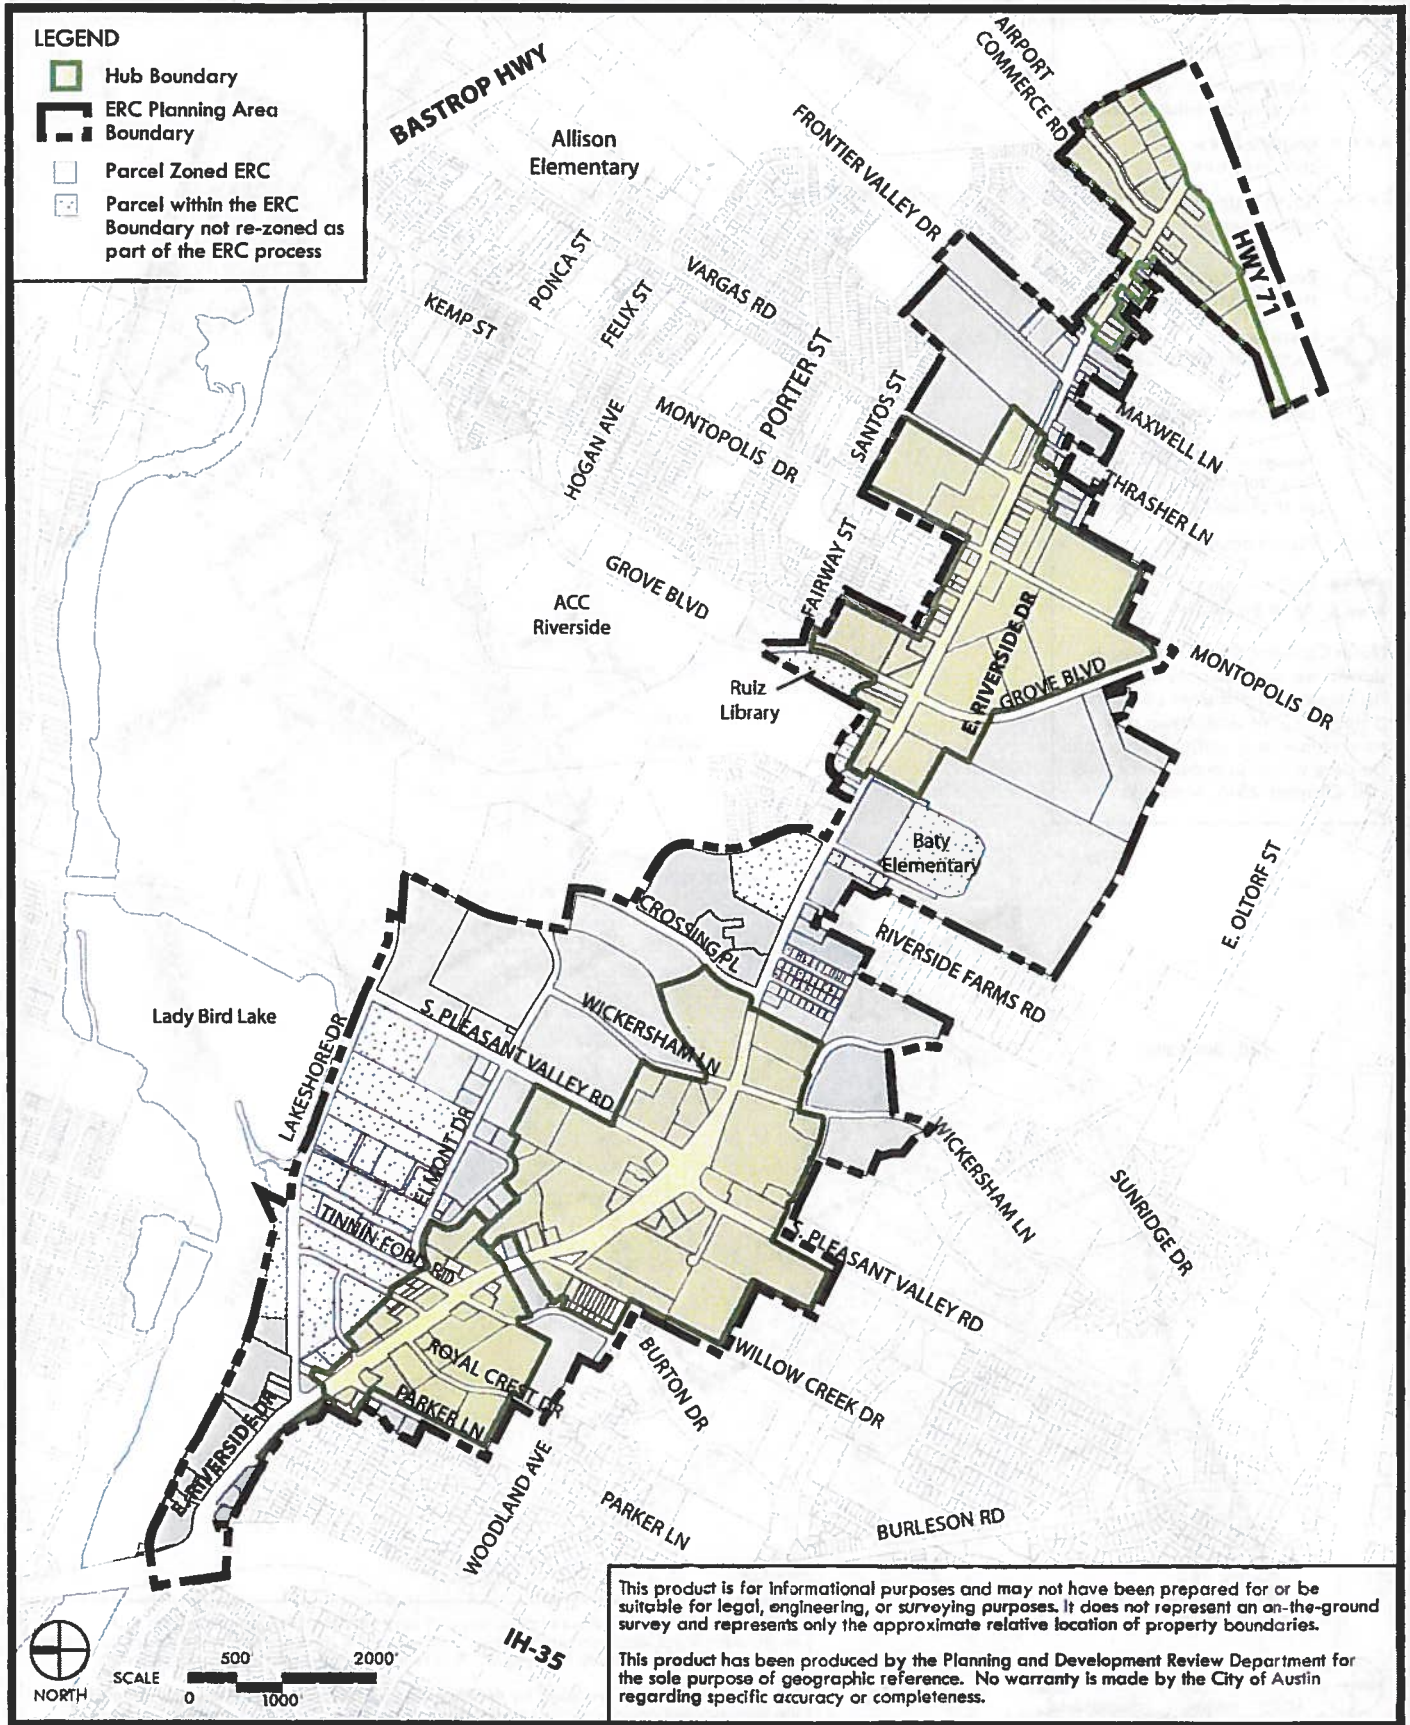 LEGEND
Hub Boundary
ERC Planning Area
Boundary
Parcel Zoned ERC
Parcel within the ERC
Boundary not re-zoned as
part of the ERC process
BASTROP HWY
Allison
Elementary
AIRPORT
COMMERCE RD
FRONTIER VALLEY DR
HWY 71
PONCA ST
KEMP ST
FELIX ST
VARGAS RD
PORTER ST
SANTOS ST
HOGAN AVE
MONTOPOLIS DR
MAXWELL LN
THRASHER LN
FAIRWAY ST
GROVE BLVD
ACC
Riverside
E. RIVERSIDE DR
GROVE BLVD
MONTOPOLIS DR
Ruiz
Library
Baty
Elementary
E. OLTORF ST
CROSSING PL
RIVERSIDE FARMS RD
Lady Bird Lake
LAKESHORE DR
S. PLEASANT VALLEY RD
WICKERSHAM LN
ELMONT DR
WICKERSHAM LN
SUNRIDGE DR
TINNIN FORD RD
S. PLEASANT VALLEY RD
ROYAL CREST DR
PARKER LN
BURTON DR
WILLOW CREEK DR
E. RIVERSIDE DR
WOODLAND AVE
PARKER LN
BURLESON RD
IH-35
NORTH
SCALE
500'
2000'
0
1000
This product is for informational purposes and may not have been prepared for or be
suitable for legal, engineering, or surveying purposes. It does not represent an on-the-ground
survey and represents only the approximate relative location of property boundaries.
This product has been produced by the Planning and Development Review Department for
the sole purpose of geographic reference. No warranty is made by the City of Austin
regarding specific accuracy or completeness.